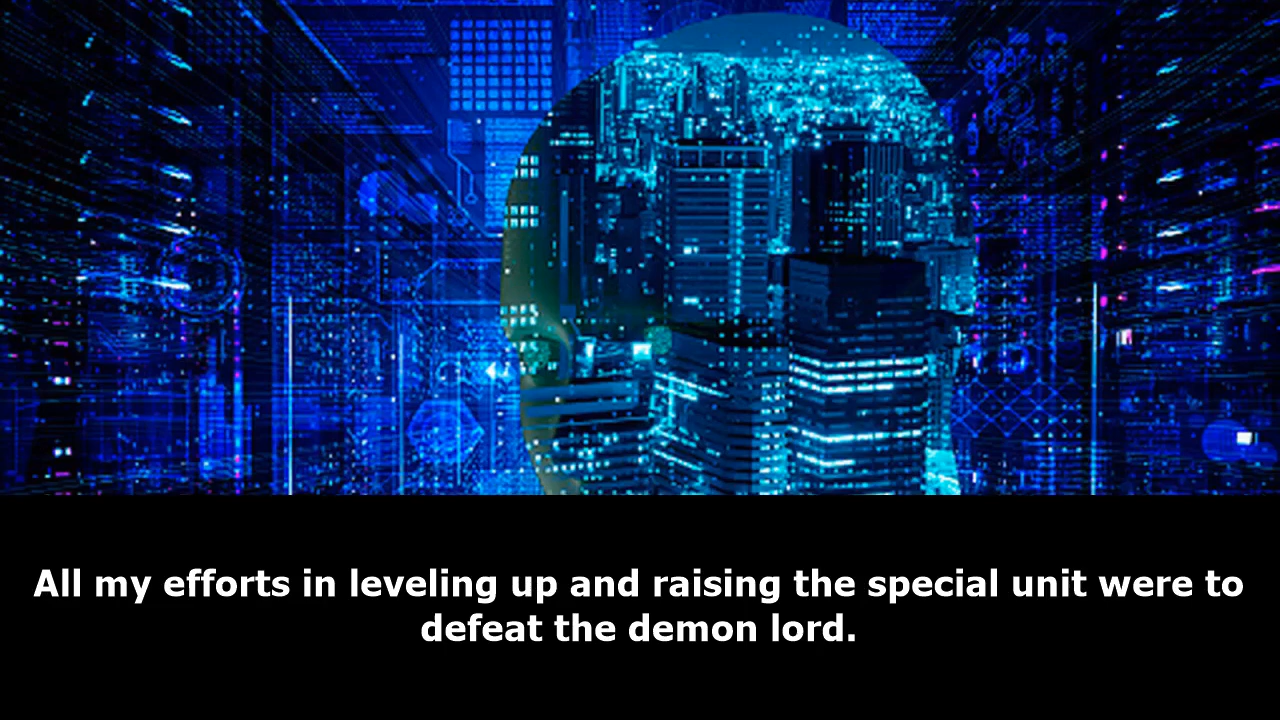 All my efforts in leveling up and raising the special unit were to
defeat the demon lord.